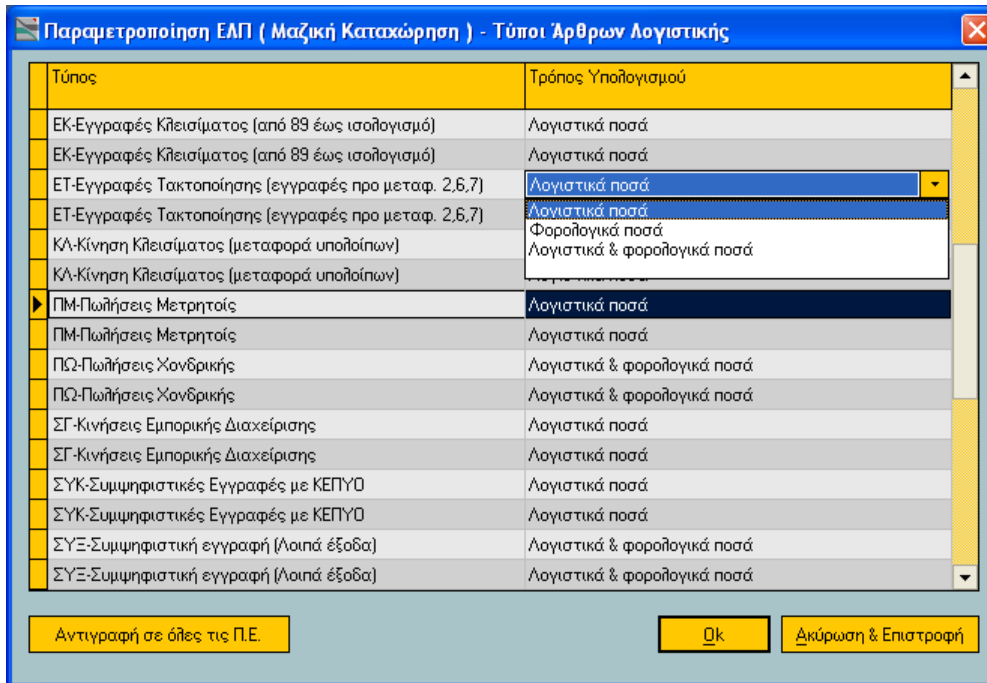 Παραμετροποίηση ΕΛΠ ( Μαζική Καταχώρηση ) - Τύποι Άρθρων Λογιστικής
Τύπος Τρόπος Υπολογισμού
ΕΚ-Εγγραφές Κλεισίματος (από 89 έως ισολογισμό) Λογιστικά ποσά
ΕΚ-Εγγραφές Κλεισίματος (από 89 έως ισολογισμό) Λογιστικά ποσά
ΕΤ-Εγγραφές Τακτοποίησης (εγγραφές προ μεταφ. 2,6,7) Λογιστικά ποσά
ΕΤ-Εγγραφές Τακτοποίησης (εγγραφές προ μεταφ. 2,6,7) Λογιστικά ποσά
Φορολογικά ποσά
ΚΛ-Κίνηση Κλεισίματος (μεταφορά υπολοίπων) Λογιστικά & φορολογικά ποσά
ΚΛ-Κίνηση Κλεισίματος (μεταφορά υπολοίπων)
ΠΜ-Πωλήσεις Μετρητοίς Λογιστικά ποσά
ΠΜ-Πωλήσεις Μετρητοίς Λογιστικά ποσά
ΠΩ-Πωλήσεις Χονδρικής Λογιστικά & φορολογικά ποσά
ΠΩ-Πωλήσεις Χονδρικής Λογιστικά & φορολογικά ποσά
ΣΓ-Κινήσεις Εμπορικής Διαχείρισης Λογιστικά ποσά
ΣΓ-Κινήσεις Εμπορικής Διαχείρισης Λογιστικά ποσά
ΣΥΚ-Συμψηφιστικές Εγγραφές με ΚΕΠΥΟ Λογιστικά ποσά
ΣΥΚ-Συμψηφιστικές Εγγραφές με ΚΕΠΥΟ Λογιστικά ποσά
ΣΥΞ-Συμψηφιστική εγγραφή (Λοιπά έξοδα) Λογιστικά & φορολογικά ποσά
ΣΥΞ-Συμψηφιστική εγγραφή (Λοιπά έξοδα) Λογιστικά & φορολογικά ποσά
Αντιγραφή σε όλες τις Π.Ε. Ok Ακύρωση & Επιστροφή